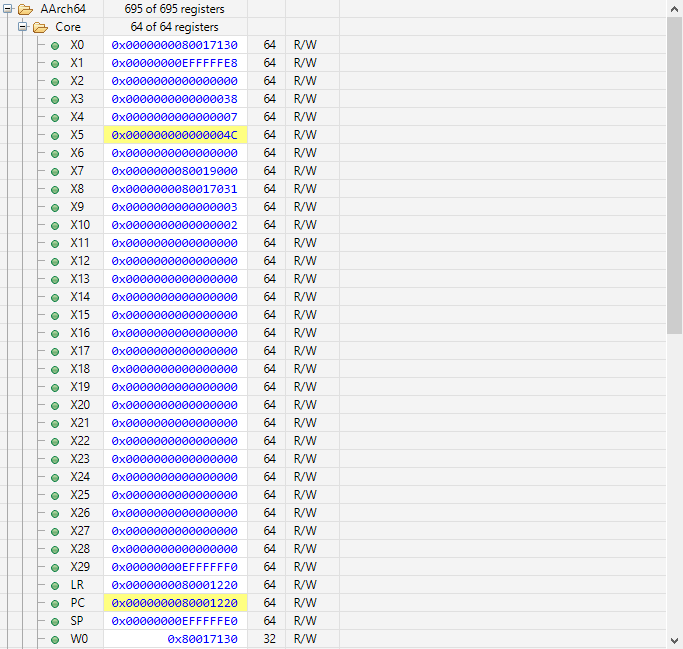 AArch64 695 of 695 registers
Core 64 of 64 registers
X0 0x0000000080017130 64 R/W
X1 0x00000000EFFFFFE8 64 R/W
X2 0x0000000000000000 64 R/W
X3 0x0000000000000038 64 R/W
X4 0x0000000000000007 64 R/W
X5 0x000000000000004C 64 R/W
X6 0x0000000000000000 64 R/W
X7 0x0000000080019000 64 R/W
X8 0x0000000080017031 64 R/W
X9 0x0000000000000003 64 R/W
X10 0x0000000000000002 64 R/W
X11 0x0000000000000000 64 R/W
X12 0x0000000000000000 64 R/W
X13 0x0000000000000000 64 R/W
X14 0x0000000000000000 64 R/W
X15 0x0000000000000000 64 R/W
X16 0x0000000000000000 64 R/W
X17 0x0000000000000000 64 R/W
X18 0x0000000000000000 64 R/W
X19 0x0000000000000000 64 R/W
X20 0x0000000000000000 64 R/W
X21 0x0000000000000000 64 R/W
X22 0x0000000000000000 64 R/W
X23 0x0000000000000000 64 R/W
X24 0x0000000000000000 64 R/W
X25 0x0000000000000000 64 R/W
X26 0x0000000000000000 64 R/W
X27 0x0000000000000000 64 R/W
X28 0x0000000000000000 64 R/W
X29 0x00000000EFFFFFF0 64 R/W
LR 0x0000000080001220 64 R/W
PC 0x0000000080001220 64 R/W
SP 0x00000000EFFFFFE0 64 R/W
W0 0x80017130 32 R/W